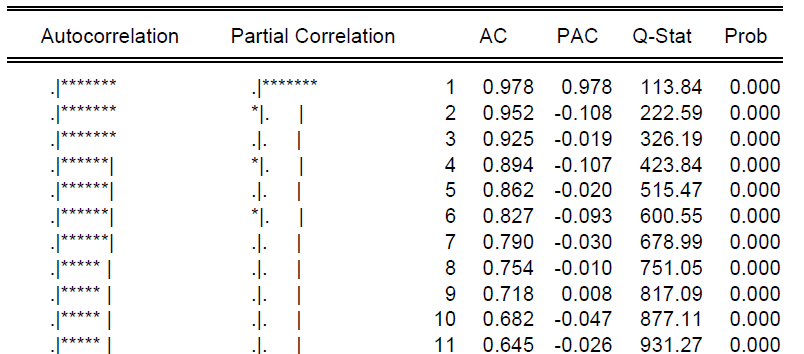 Autocorrelation Partial Correlation AC PAC Q-Stat Prob
.|******* .|******* 1 0.978 0.978 113.84 0.000
.|******* *|. | 2 0.952 -0.108 222.59 0.000
.|******* .|. | 3 0.925 -0.019 326.19 0.000
.|******| *|. | 4 0.894 -0.107 423.84 0.000
.|******| .|. | 5 0.862 -0.020 515.47 0.000
.|******| *|. | 6 0.827 -0.093 600.55 0.000
.|******| .|. | 7 0.790 -0.030 678.99 0.000
.|***** | .|. | 8 0.754 -0.010 751.05 0.000
.|***** | .|. | 9 0.718 0.008 817.09 0.000
.|***** | .|. | 10 0.682 -0.047 877.11 0.000
.|***** | .|. | 11 0.645 -0.026 931.27 0.000